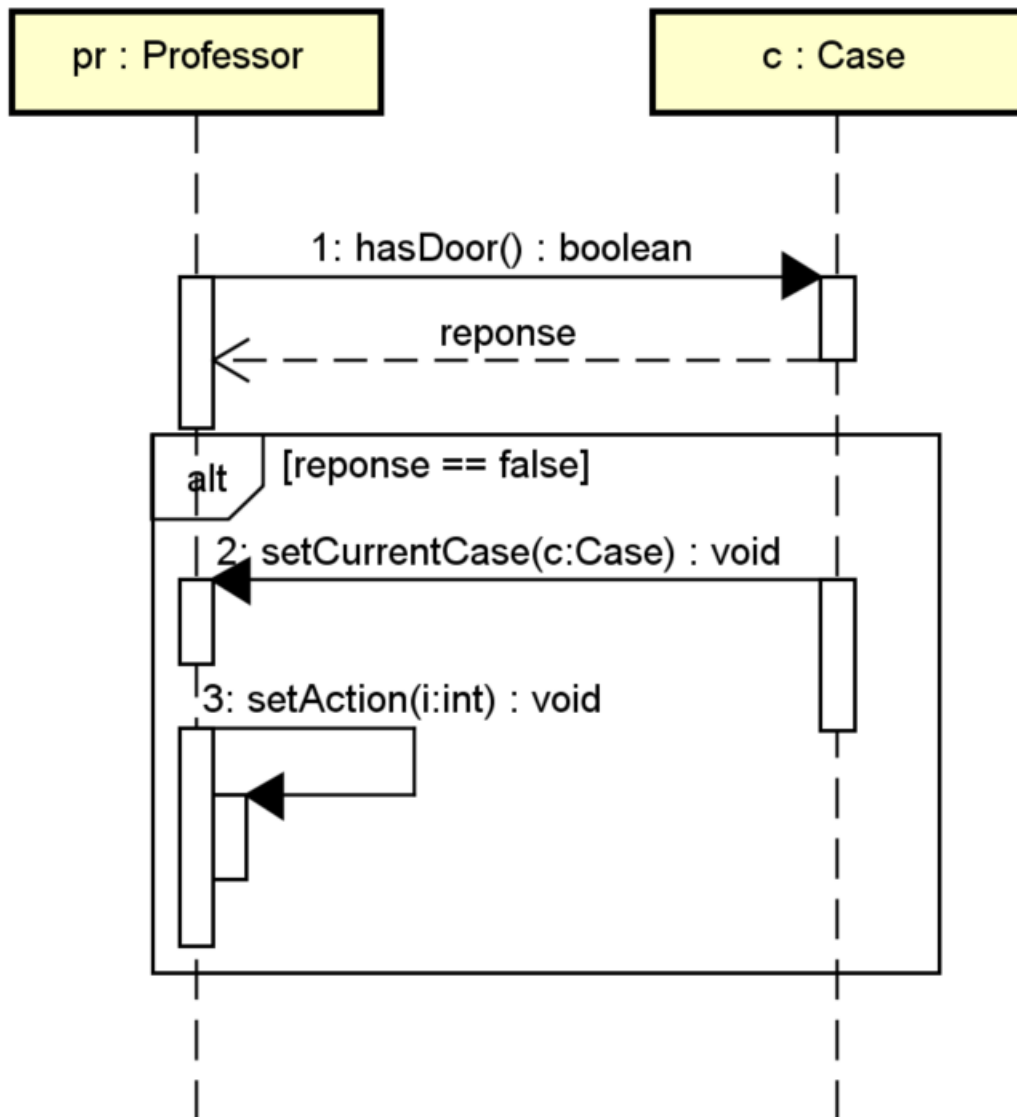 pr : Professor
c : Case
1: hasDoor() : boolean
reponse
alt
[reponse == false]
2: setCurrentCase(c:Case) : void
3: setAction(i:int) : void